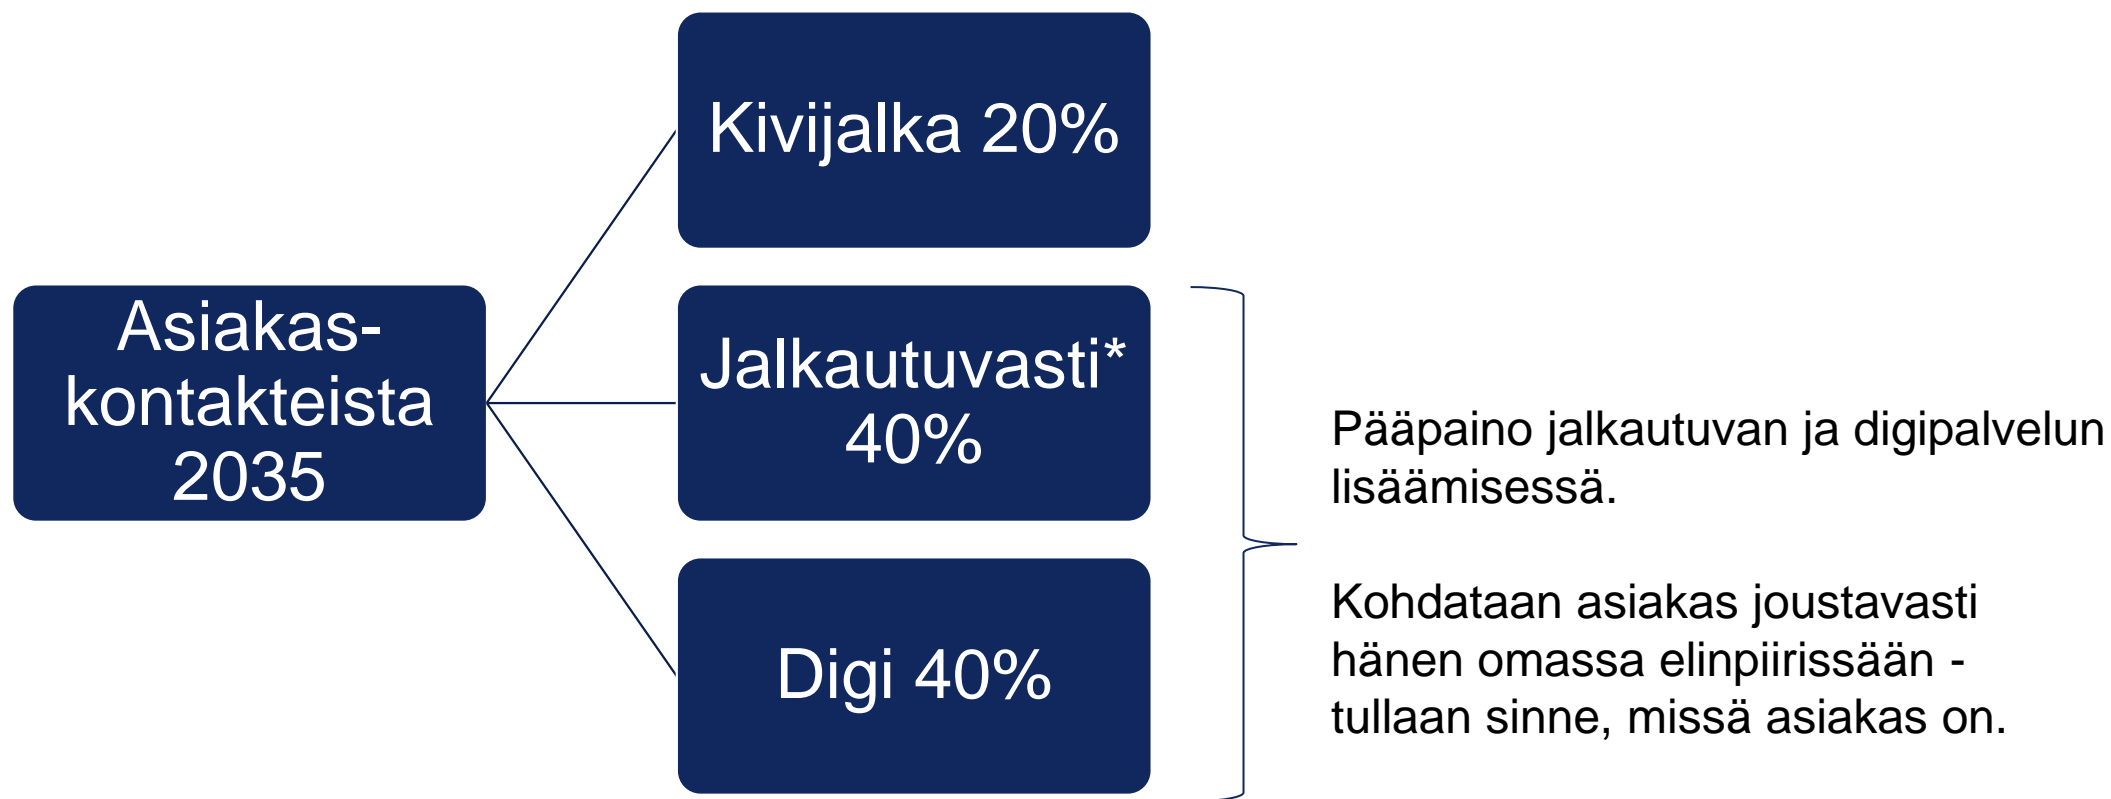 Kivijalka 20%
Asiakas-
kontakteista
2035
Jalkautuvasti*
40%
Digi 40%
Pääpaino jalkautuvan ja digipalvelun
lisäämisessä.
Kohdataan asiakas joustavasti
hänen omassa elinpiirissään -
tullaan sinne, missä asiakas on.